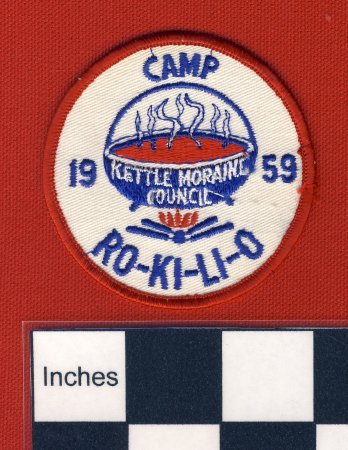 CAMP
19 59
KETTLE MORAINE
COUNCIL
RO-KI-LI-O
Inches